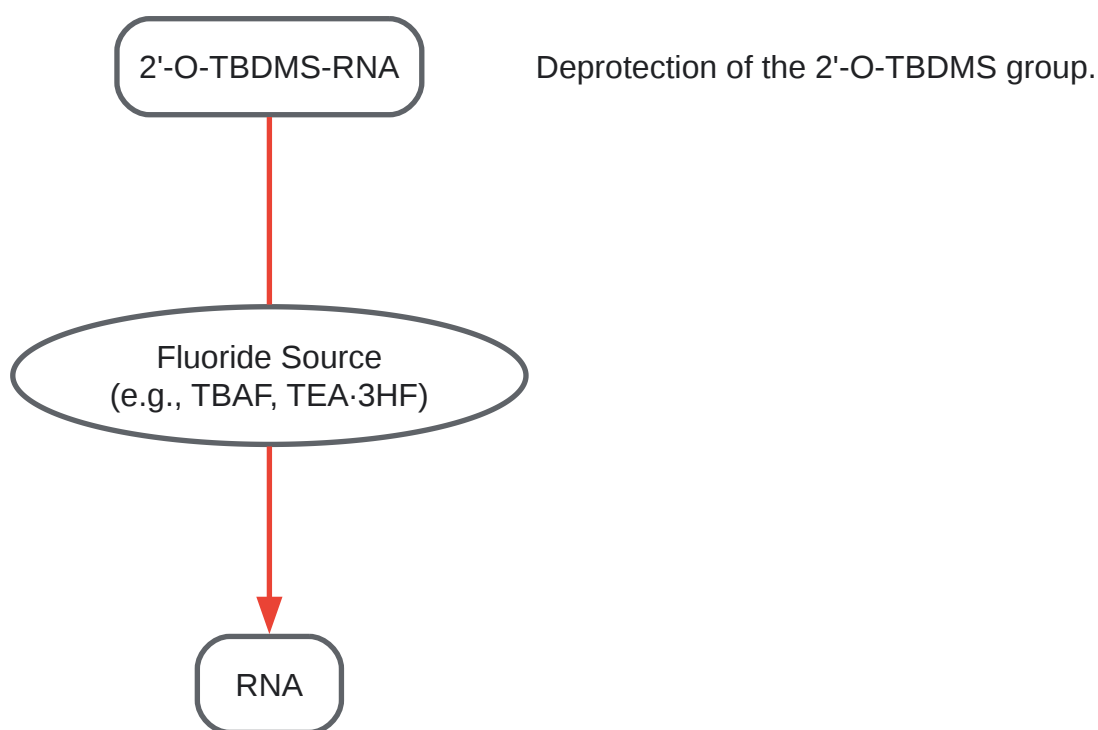 2'-O-TBDMS-RNA
Deprotection of the 2'-O-TBDMS group.
Fluoride Source
(e.g., TBAF, TEA·3HF)
RNA